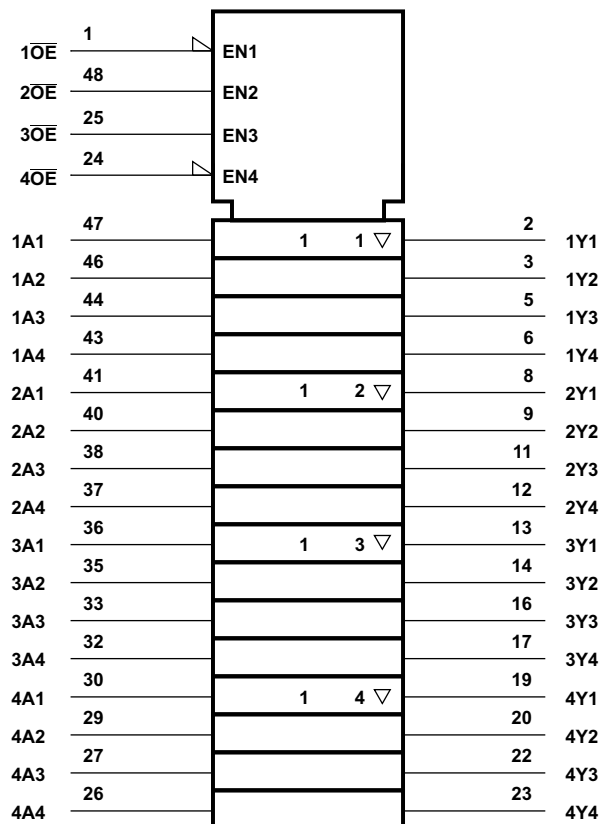 1O̅E̅ 1 EN1
2O̅E̅ 48 EN2
3O̅E̅ 25 EN3
4O̅E̅ 24 EN4
1A1 47 1 1 ▽ 2 1Y1
1A2 46 3 1Y2
1A3 44 5 1Y3
1A4 43 6 1Y4
2A1 41 1 2 ▽ 8 2Y1
2A2 40 9 2Y2
2A3 38 11 2Y3
2A4 37 12 2Y4
3A1 36 1 3 ▽ 13 3Y1
3A2 35 14 3Y2
3A3 33 16 3Y3
3A4 32 17 3Y4
4A1 30 1 4 ▽ 19 4Y1
4A2 29 20 4Y2
4A3 27 22 4Y3
4A4 26 23 4Y4